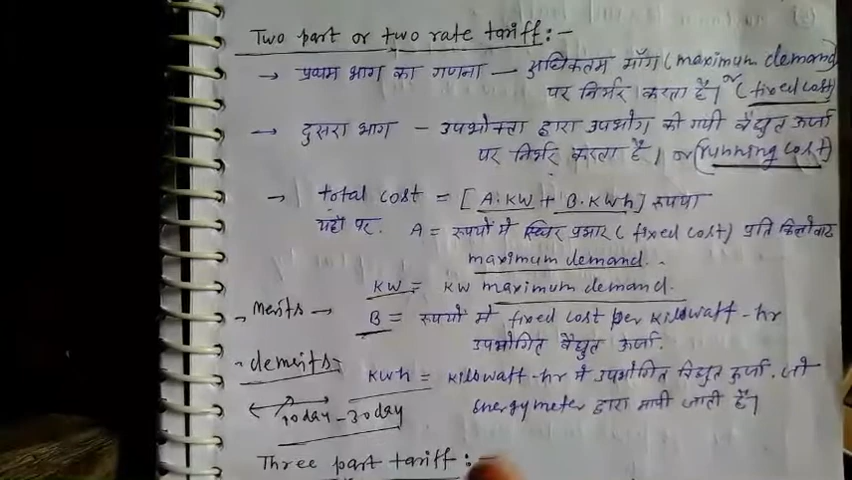 Two part or two rate tariff:-
→ प्रथम भाग का गणना — अधिकतम माँग (maximum demand)
पर निर्भर करता है। or (fixed cost)
→ दुसरा भाग - उपभोक्ता द्वारा उपभोग की गयी वैद्युत ऊर्जा
पर निर्भर करता है। or (running cost)
→ total cost = [A.KW + B.KWh] रूपया
यहाँ पर. A = रूपयों में स्थिर प्रभार (fixed cost) प्रति किलोवाट
maximum demand.
KW = KW maximum demand.
merits →
B = रूपयों में fixed cost per kilowatt-hr
उपभोगित वैद्युत ऊर्जा.
demerits:-
KWh = kilowatt-hr में उपभोगित विद्युत ऊर्जा. जो
energymeter द्वारा मापी जाती है।
day - 30 day
Three part tariff:-